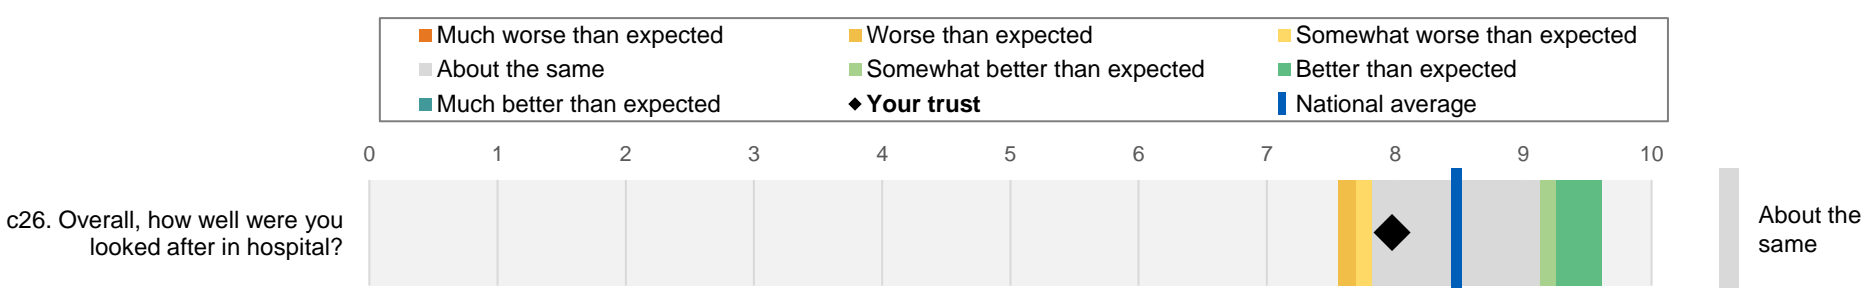 Much worse than expected
Worse than expected
Somewhat worse than expected
About the same
Somewhat better than expected
Better than expected
Much better than expected
Your trust
National average
0 1 2 3 4 5 6 7 8 9 10
c26. Overall, how well were you
looked after in hospital?
About the
same